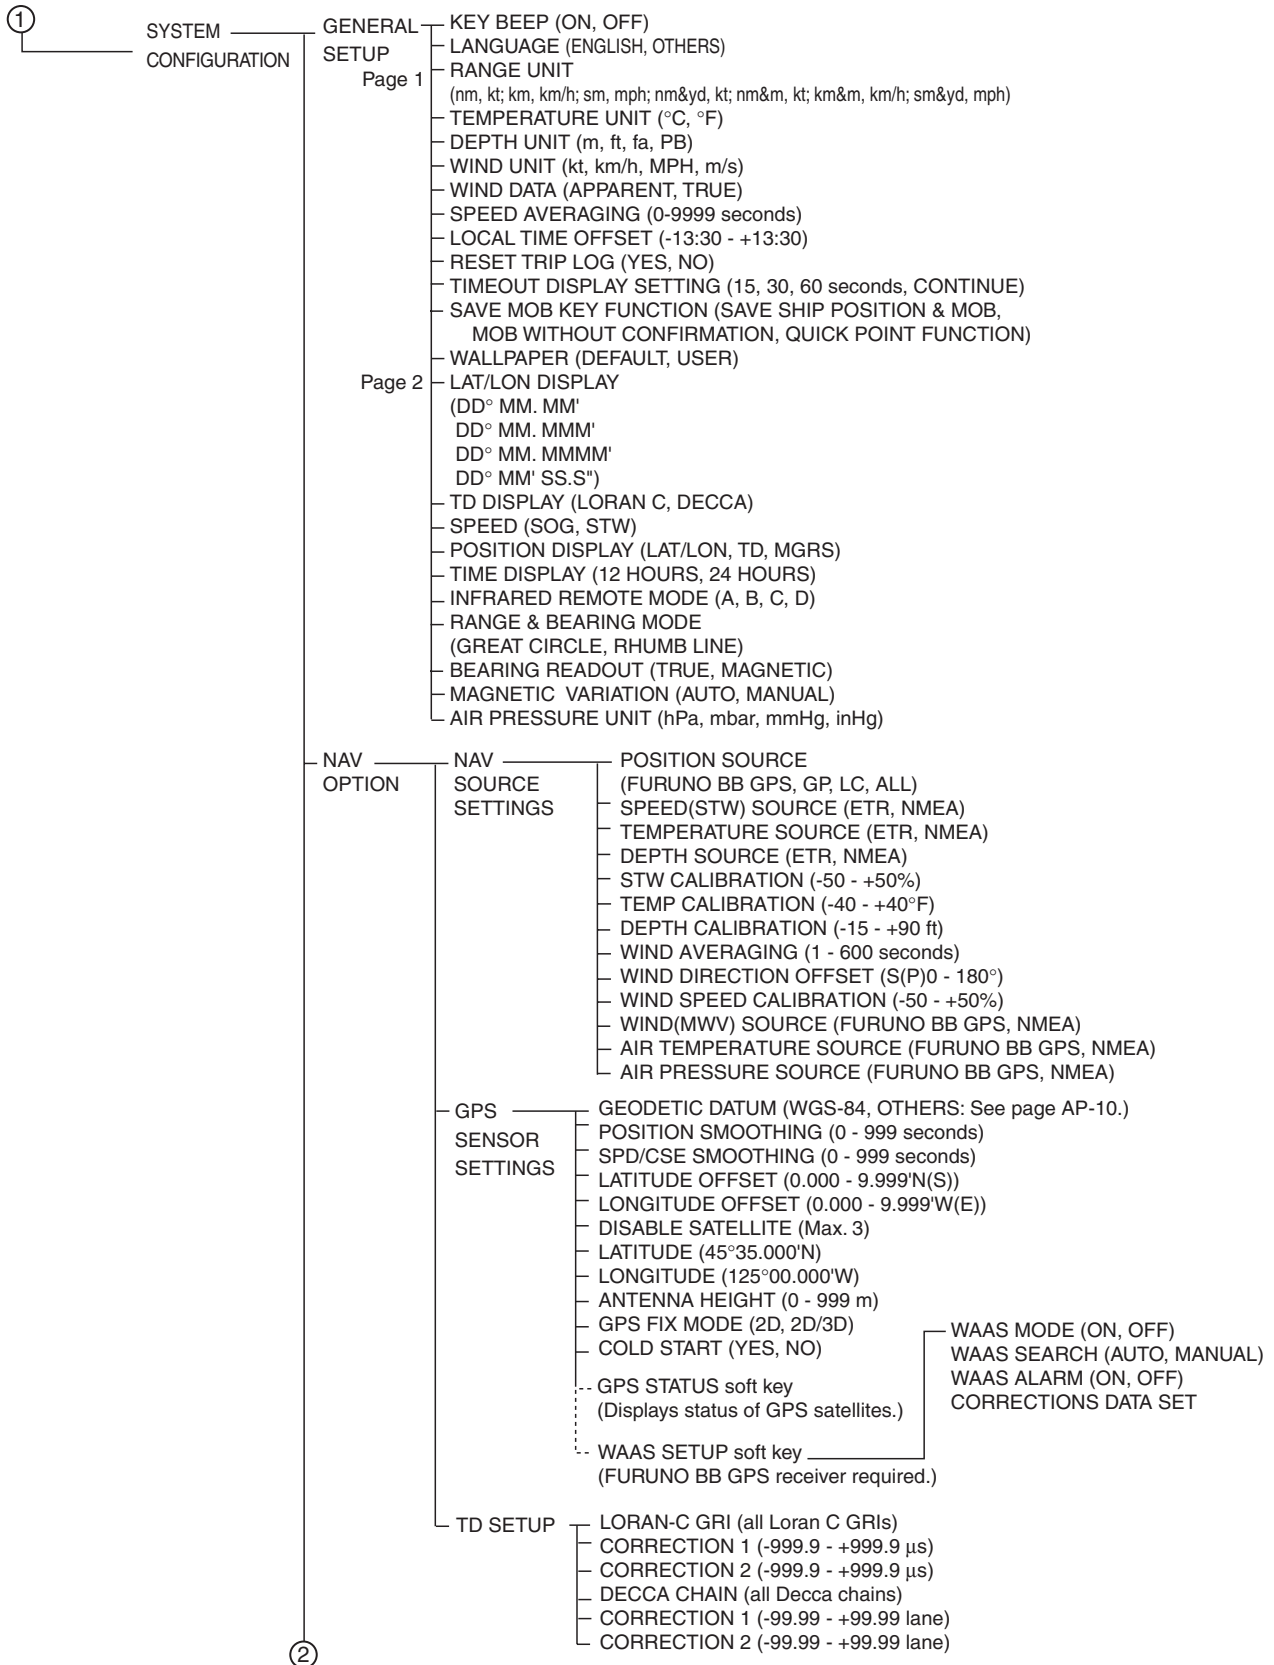 1
SYSTEM
CONFIGURATION
GENERAL
SETUP
Page 1
KEY BEEP (ON, OFF)
LANGUAGE (ENGLISH, OTHERS)
RANGE UNIT
(nm, kt; km, km/h; sm, mph; nm&yd, kt; nm&m, kt; km&m, km/h; sm&yd, mph)
TEMPERATURE UNIT (°C, °F)
DEPTH UNIT (m, ft, fa, PB)
WIND UNIT (kt, km/h, MPH, m/s)
WIND DATA (APPARENT, TRUE)
SPEED AVERAGING (0-9999 seconds)
LOCAL TIME OFFSET (-13:30 - +13:30)
RESET TRIP LOG (YES, NO)
TIMEOUT DISPLAY SETTING (15, 30, 60 seconds, CONTINUE)
SAVE MOB KEY FUNCTION (SAVE SHIP POSITION & MOB,
MOB WITHOUT CONFIRMATION, QUICK POINT FUNCTION)
WALLPAPER (DEFAULT, USER)
Page 2
LAT/LON DISPLAY
(DD° MM. MM'
DD° MM. MMM'
DD° MM. MMMM'
DD° MM' SS.S")
TD DISPLAY (LORAN C, DECCA)
SPEED (SOG, STW)
POSITION DISPLAY (LAT/LON, TD, MGRS)
TIME DISPLAY (12 HOURS, 24 HOURS)
INFRARED REMOTE MODE (A, B, C, D)
RANGE & BEARING MODE
(GREAT CIRCLE, RHUMB LINE)
BEARING READOUT (TRUE, MAGNETIC)
MAGNETIC VARIATION (AUTO, MANUAL)
AIR PRESSURE UNIT (hPa, mbar, mmHg, inHg)
NAV
OPTION
NAV
SOURCE
SETTINGS
POSITION SOURCE
(FURUNO BB GPS, GP, LC, ALL)
SPEED(STW) SOURCE (ETR, NMEA)
TEMPERATURE SOURCE (ETR, NMEA)
DEPTH SOURCE (ETR, NMEA)
STW CALIBRATION (-50 - +50%)
TEMP CALIBRATION (-40 - +40°F)
DEPTH CALIBRATION (-15 - +90 ft)
WIND AVERAGING (1 - 600 seconds)
WIND DIRECTION OFFSET (S(P)0 - 180°)
WIND SPEED CALIBRATION (-50 - +50%)
WIND(MWV) SOURCE (FURUNO BB GPS, NMEA)
AIR TEMPERATURE SOURCE (FURUNO BB GPS, NMEA)
AIR PRESSURE SOURCE (FURUNO BB GPS, NMEA)
GPS
SENSOR
SETTINGS
GEODETIC DATUM (WGS-84, OTHERS: See page AP-10.)
POSITION SMOOTHING (0 - 999 seconds)
SPD/CSE SMOOTHING (0 - 999 seconds)
LATITUDE OFFSET (0.000 - 9.999'N(S))
LONGITUDE OFFSET (0.000 - 9.999'W(E))
DISABLE SATELLITE (Max. 3)
LATITUDE (45°35.000'N)
LONGITUDE (125°00.000'W)
ANTENNA HEIGHT (0 - 999 m)
GPS FIX MODE (2D, 2D/3D)
COLD START (YES, NO)
GPS STATUS soft key
(Displays status of GPS satellites.)
WAAS SETUP soft key
(FURUNO BB GPS receiver required.)
WAAS MODE (ON, OFF)
WAAS SEARCH (AUTO, MANUAL)
WAAS ALARM (ON, OFF)
CORRECTIONS DATA SET
TD SETUP
LORAN-C GRI (all Loran C GRIs)
CORRECTION 1 (-999.9 - +999.9 µs)
CORRECTION 2 (-999.9 - +999.9 µs)
DECCA CHAIN (all Decca chains)
CORRECTION 1 (-99.99 - +99.99 lane)
CORRECTION 2 (-99.99 - +99.99 lane)
2